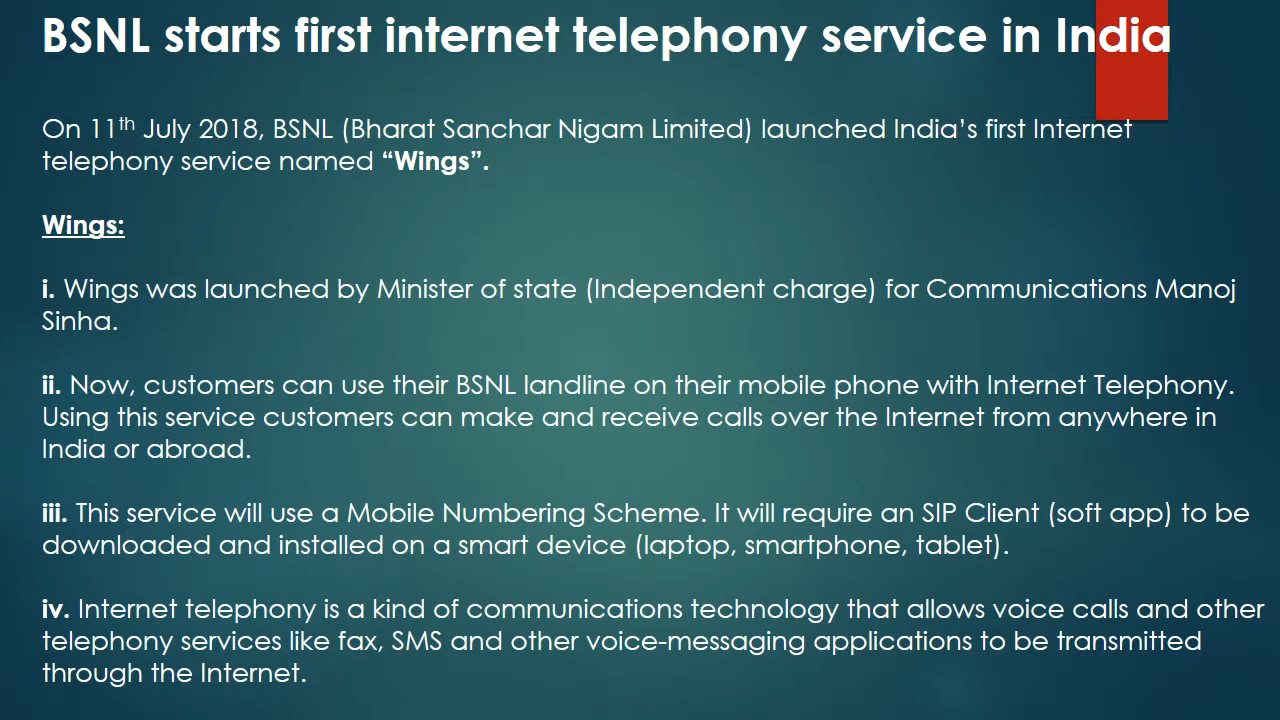 BSNL starts first internet telephony service in India
On 11th July 2018, BSNL (Bharat Sanchar Nigam Limited) launched India’s first Internet
telephony service named “Wings”.
Wings:
i. Wings was launched by Minister of state (Independent charge) for Communications Manoj
Sinha.
ii. Now, customers can use their BSNL landline on their mobile phone with Internet Telephony.
Using this service customers can make and receive calls over the Internet from anywhere in
India or abroad.
iii. This service will use a Mobile Numbering Scheme. It will require an SIP Client (soft app) to be
downloaded and installed on a smart device (laptop, smartphone, tablet).
iv. Internet telephony is a kind of communications technology that allows voice calls and other
telephony services like fax, SMS and other voice-messaging applications to be transmitted
through the Internet.